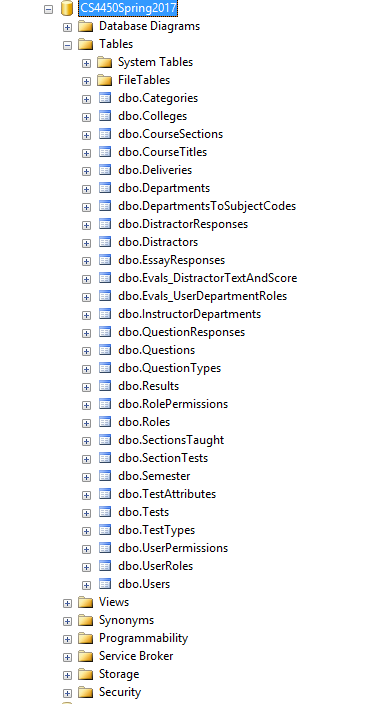 CS4450Spring2017
Database Diagrams
Tables
System Tables
FileTables
dbo.Categories
dbo.Colleges
dbo.CourseSections
dbo.CourseTitles
dbo.Deliveries
dbo.Departments
dbo.DepartmentsToSubjectCodes
dbo.DistractorResponses
dbo.Distractors
dbo.EssayResponses
dbo.Evals_DistractorTextAndScore
dbo.Evals_UserDepartmentRoles
dbo.InstructorDepartments
dbo.QuestionResponses
dbo.Questions
dbo.QuestionTypes
dbo.Results
dbo.RolePermissions
dbo.Roles
dbo.SectionsTaught
dbo.SectionTests
dbo.Semester
dbo.TestAttributes
dbo.Tests
dbo.TestTypes
dbo.UserPermissions
dbo.UserRoles
dbo.Users
Views
Synonyms
Programmability
Service Broker
Storage
Security